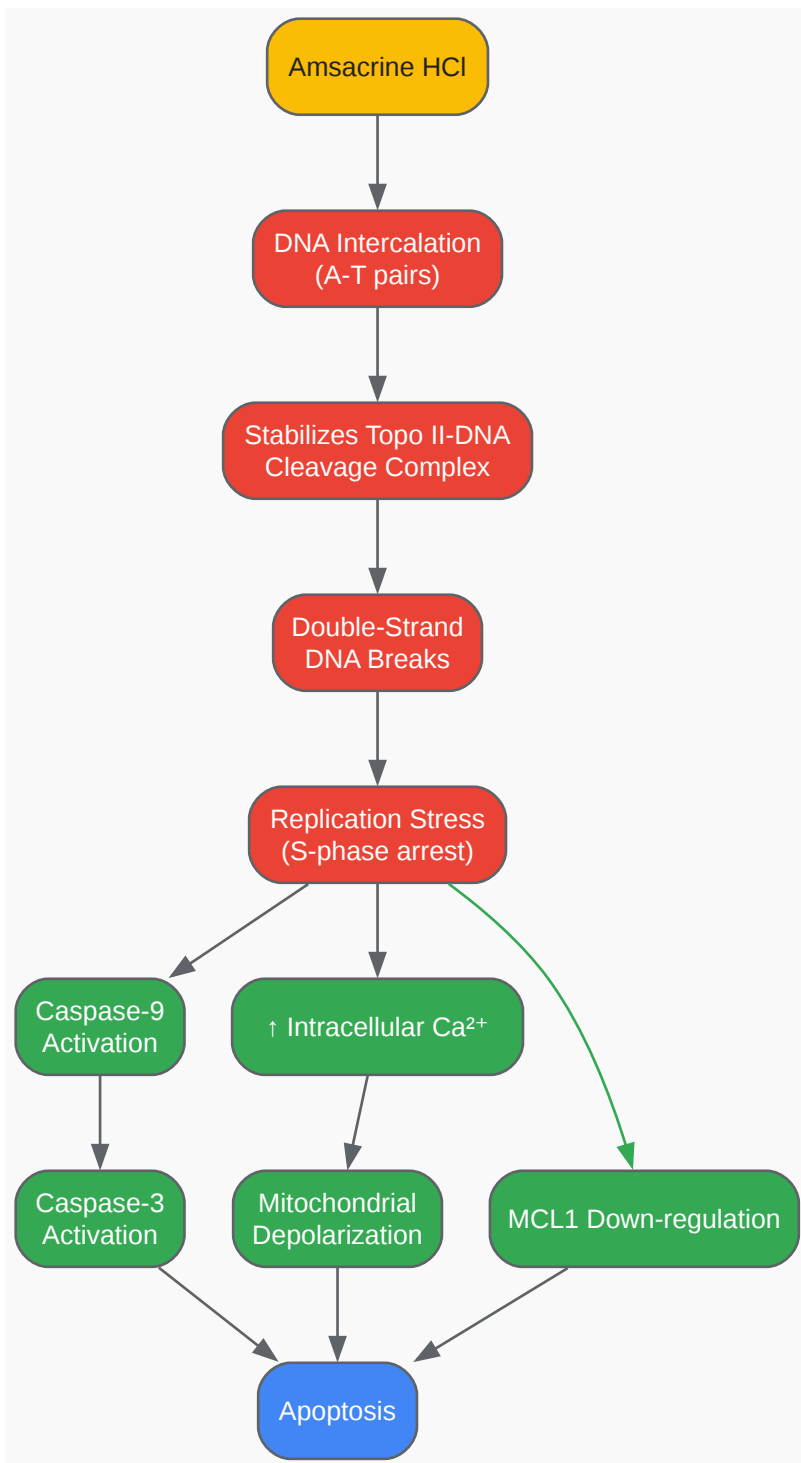 Amsacrine HCl
DNA Intercalation
(A-T pairs)
Stabilizes Topo II-DNA
Cleavage Complex
Double-Strand
DNA Breaks
Replication Stress
(S-phase arrest)
Caspase-9
Activation
↑ Intracellular Ca²⁺
Caspase-3
Activation
Mitochondrial
Depolarization
MCL1 Down-regulation
Apoptosis